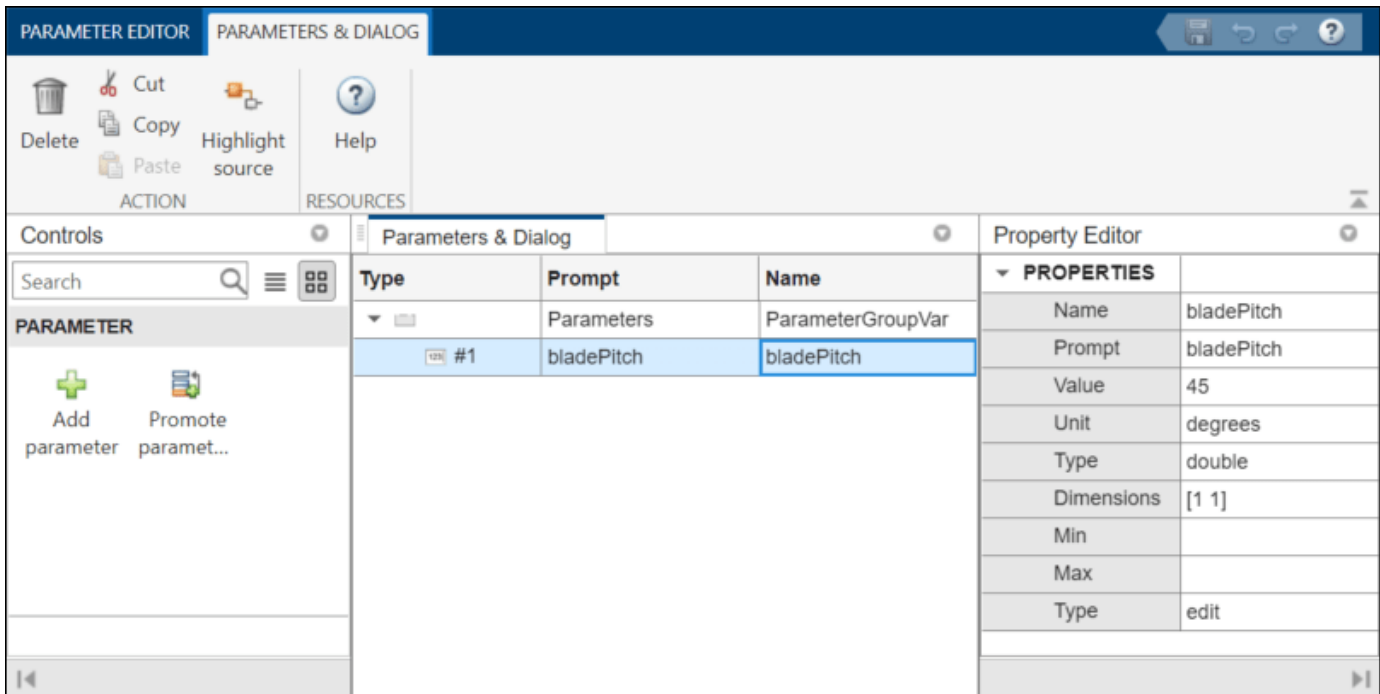 PARAMETER EDITOR PARAMETERS & DIALOG ?
Cut
Copy
Paste
Delete
Highlight
source
?
Help
ACTION RESOURCES
Controls
Search
PARAMETER
Add
parameter
Promote
paramet...
Parameters & Dialog
Type Prompt Name
Parameters ParameterGroupVar
123 #1 bladePitch bladePitch
Property Editor
PROPERTIES
Name bladePitch
Prompt bladePitch
Value 45
Unit degrees
Type double
Dimensions [1 1]
Min
Max
Type edit